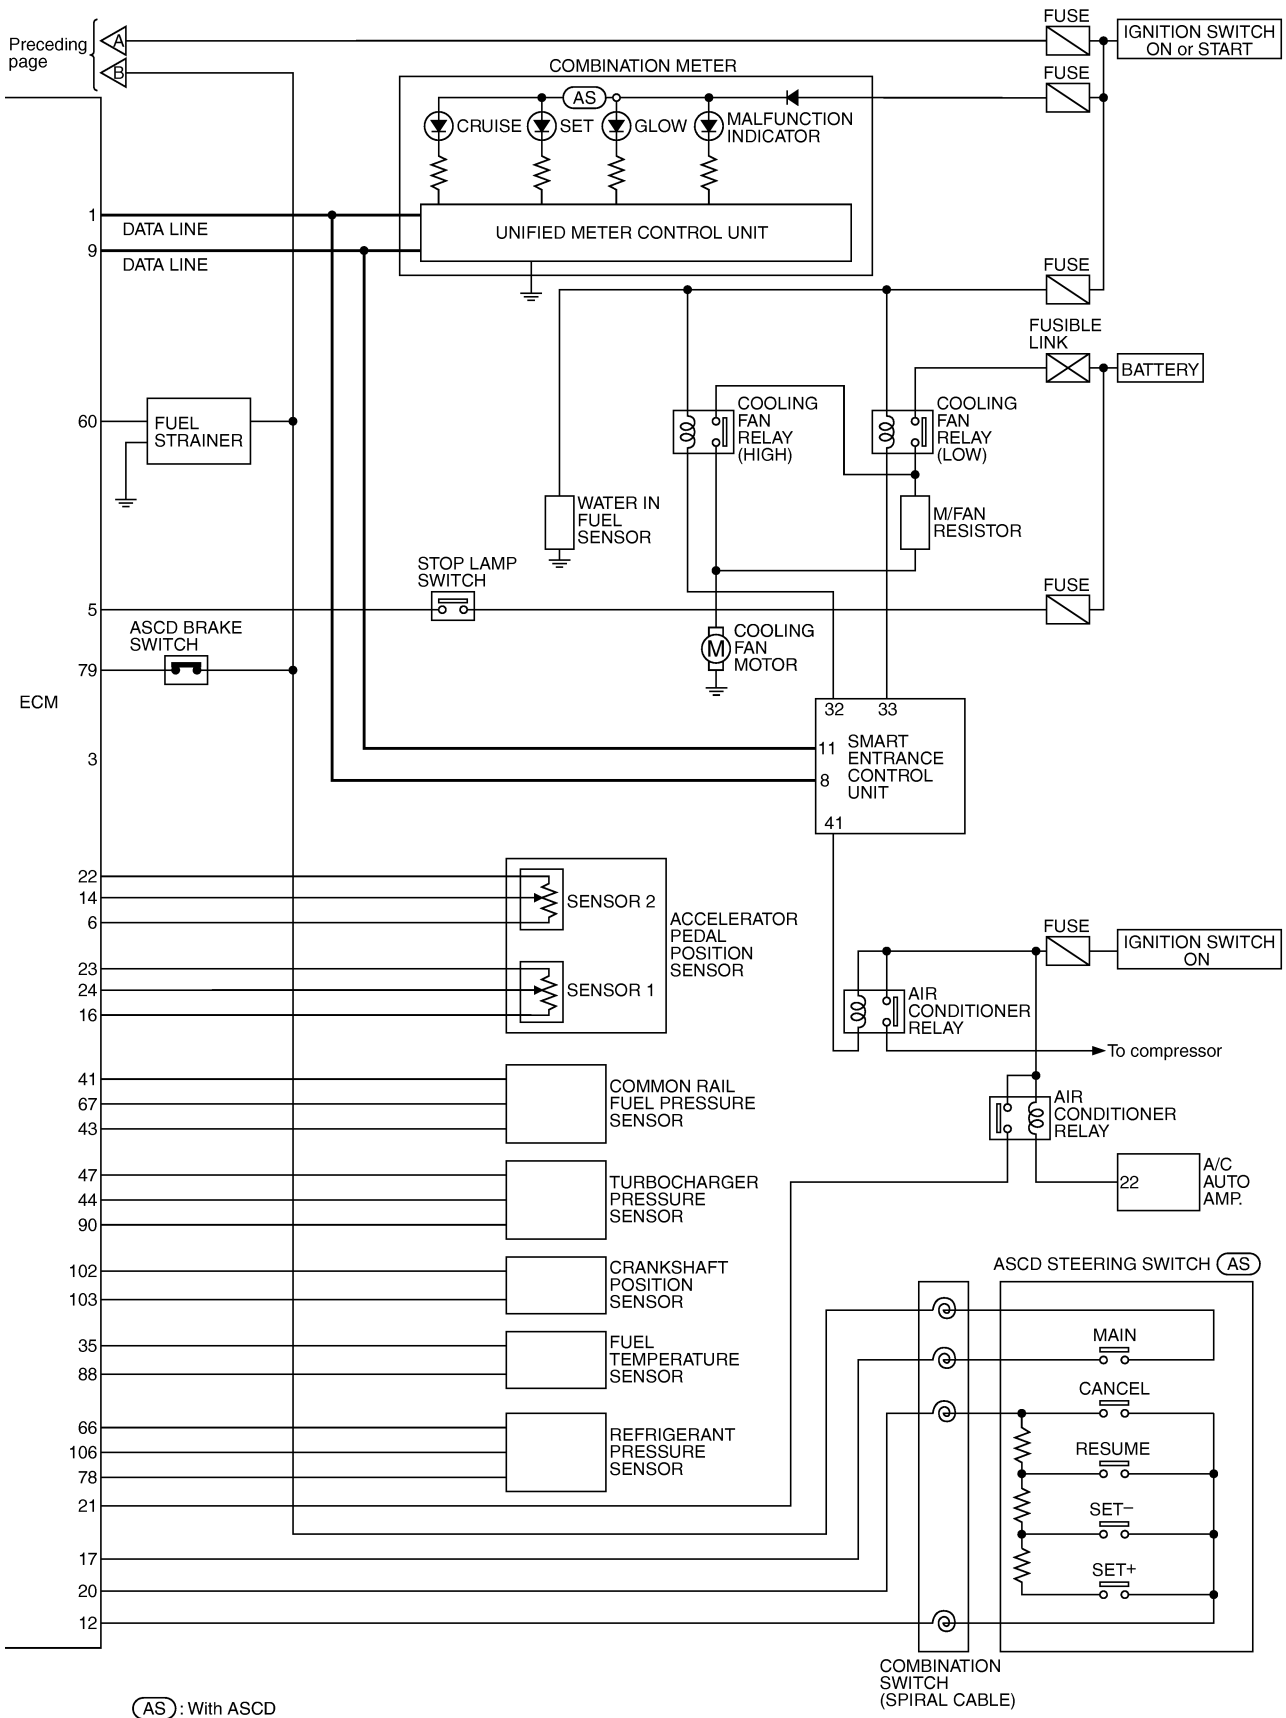 Preceding
page
A
B
FUSE
IGNITION SWITCH
ON or START
FUSE
COMBINATION METER
AS
CRUISE
SET
GLOW
MALFUNCTION
INDICATOR
1
DATA LINE
9
DATA LINE
UNIFIED METER CONTROL UNIT
FUSE
FUSIBLE
LINK
BATTERY
60
FUEL
STRAINER
COOLING
FAN
RELAY
(HIGH)
COOLING
FAN
RELAY
(LOW)
WATER IN
FUEL
SENSOR
M/FAN
RESISTOR
STOP LAMP
SWITCH
FUSE
5
ASCD BRAKE
SWITCH
79
M
COOLING
FAN
MOTOR
ECM
3
32
33
11
8
41
SMART
ENTRANCE
CONTROL
UNIT
22
14
6
SENSOR 2
23
24
16
SENSOR 1
ACCELERATOR
PEDAL
POSITION
SENSOR
FUSE
IGNITION SWITCH
ON
AIR
CONDITIONER
RELAY
To compressor
41
67
43
COMMON RAIL
FUEL PRESSURE
SENSOR
AIR
CONDITIONER
RELAY
47
44
90
TURBOCHARGER
PRESSURE
SENSOR
22
A/C
AUTO
AMP.
102
103
CRANKSHAFT
POSITION
SENSOR
ASCD STEERING SWITCH AS
35
88
FUEL
TEMPERATURE
SENSOR
MAIN
CANCEL
66
106
78
REFRIGERANT
PRESSURE
SENSOR
RESUME
21
SET−
17
SET+
20
12
COMBINATION
SWITCH
(SPIRAL CABLE)
AS : With ASCD